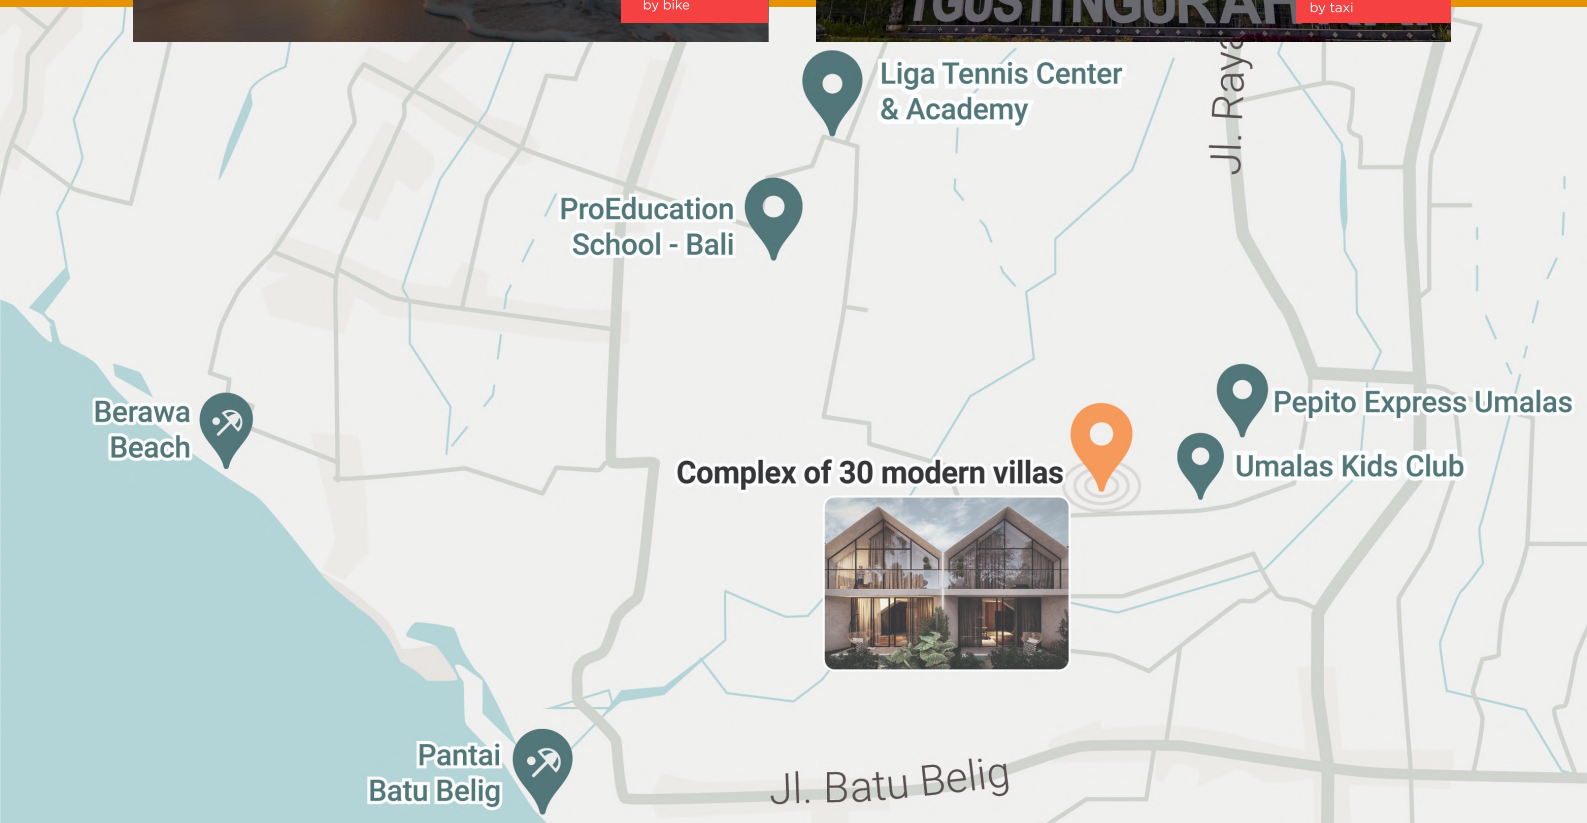 by bike
by taxi
Jl. Raya
Liga Tennis Center
& Academy
ProEducation
School - Bali
Berawa
Beach
Pepito Express Umalas
Umalas Kids Club
Complex of 30 modern villas
Pantai
Batu Belig
Jl. Batu Belig